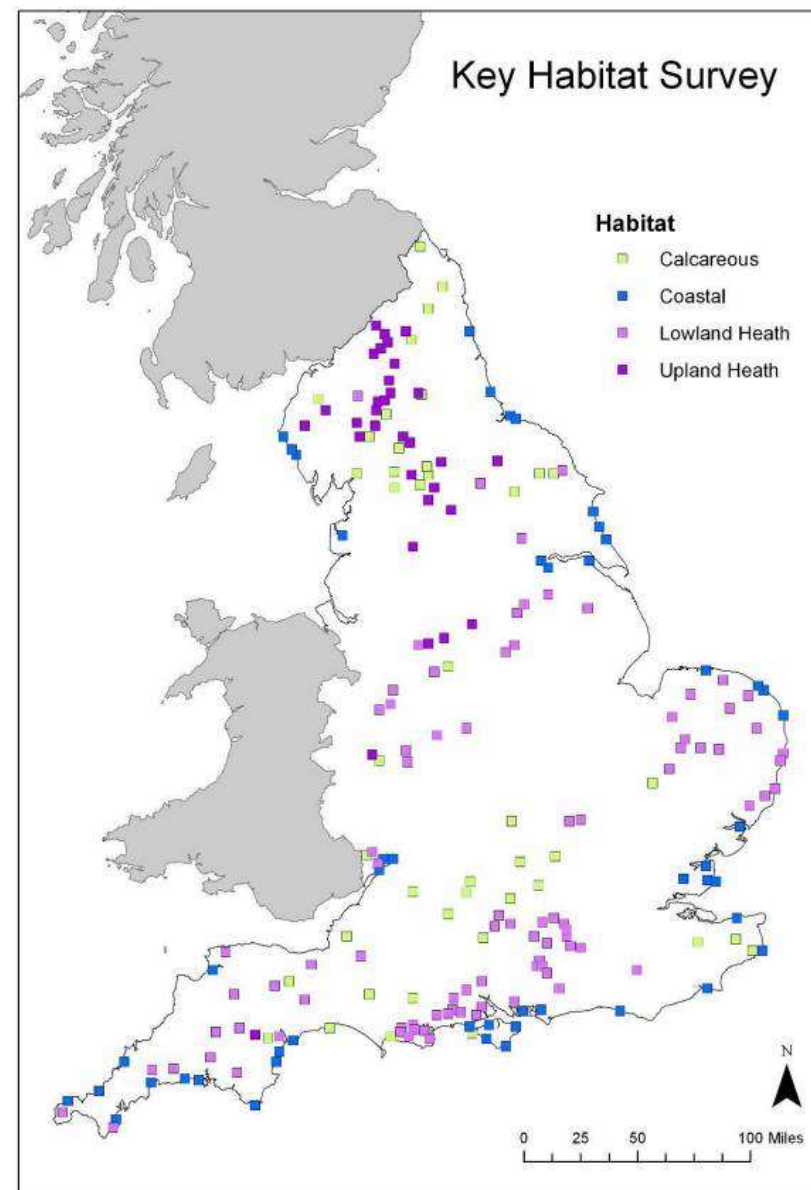 Key Habitat Survey
Habitat
Calcareous
Coastal
Lowland Heath
Upland Heath
N
0 25 50 100 Miles